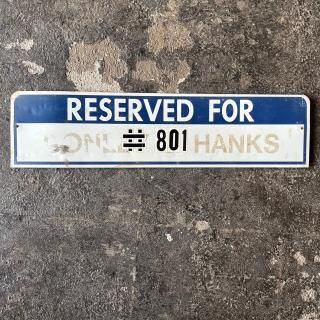 RESERVED FOR
# 801 HANKS